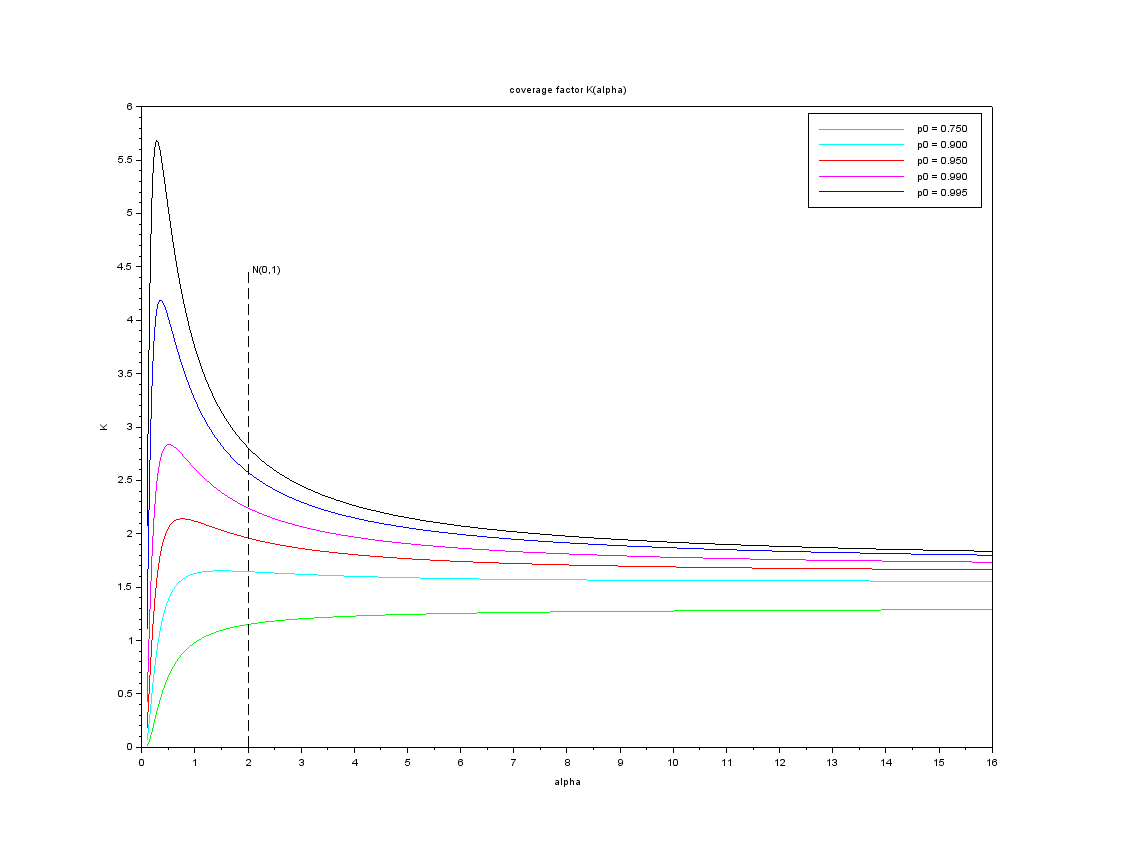 coverage factor K(alpha)
6
5.5
5
4.5
4
3.5
3
2.5
2
1.5
1
0.5
0
K
N(0,1)
p0 = 0.750
p0 = 0.900
p0 = 0.950
p0 = 0.990
p0 = 0.995
0 1 2 3 4 5 6 7 8 9 10 11 12 13 14 15 16
alpha